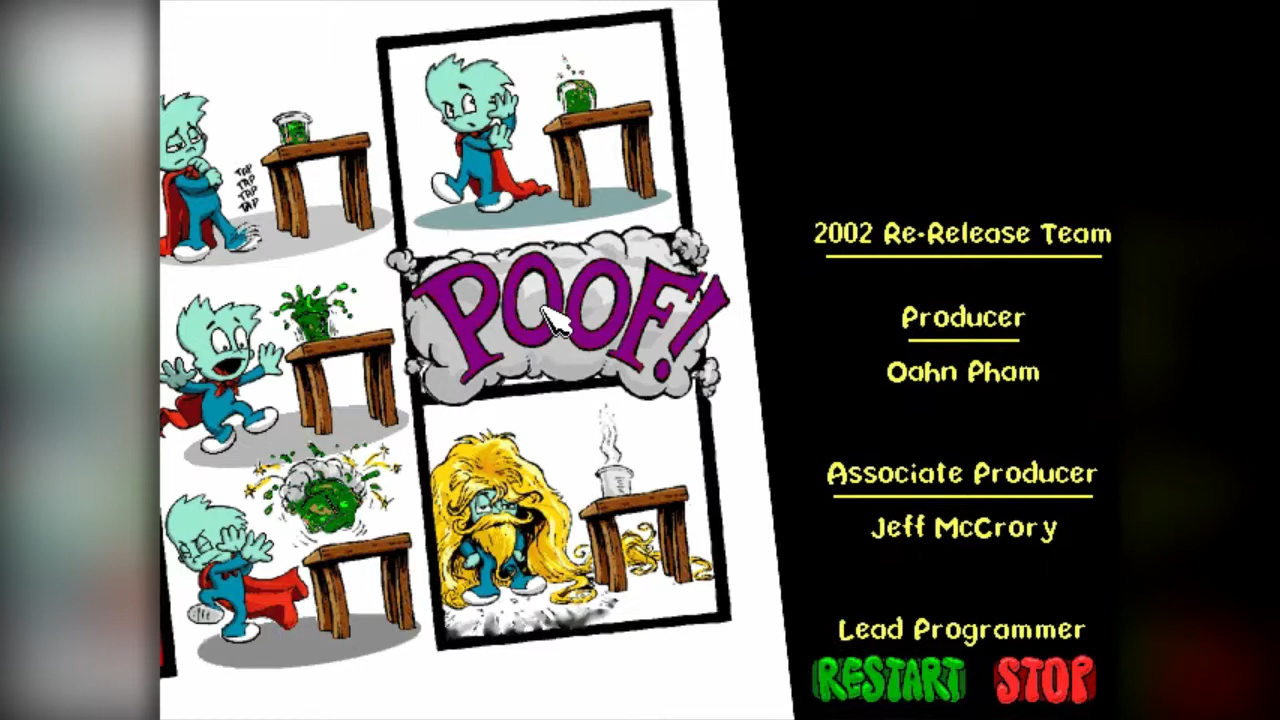 TAP
TAP
TAP
TAP
POOF!
2002 Re-Release Team
Producer
Oahn Pham
Associate Producer
Jeff McCrory
Lead Programmer
RESTART STOP